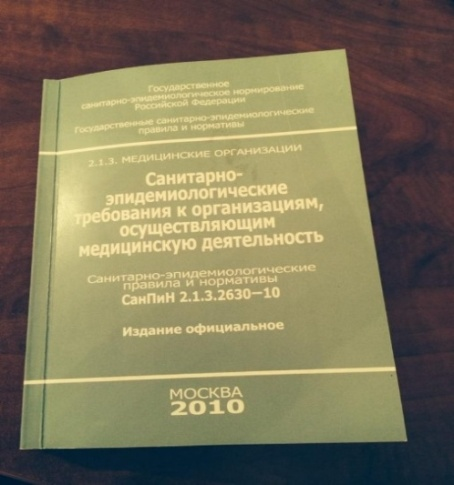 Государственное
санитарно-эпидемиологическое нормирование
Российской Федерации
Государственные санитарно-эпидемиологические
правила и нормативы
2.1.3. МЕДИЦИНСКИЕ ОРГАНИЗАЦИИ
Санитарно-
эпидемиологические
требования к организациям,
осуществляющим
медицинскую деятельность
Санитарно-эпидемиологические
правила и нормативы
СанПиН 2.1.3.2630—10
Издание официальное
МОСКВА
2010